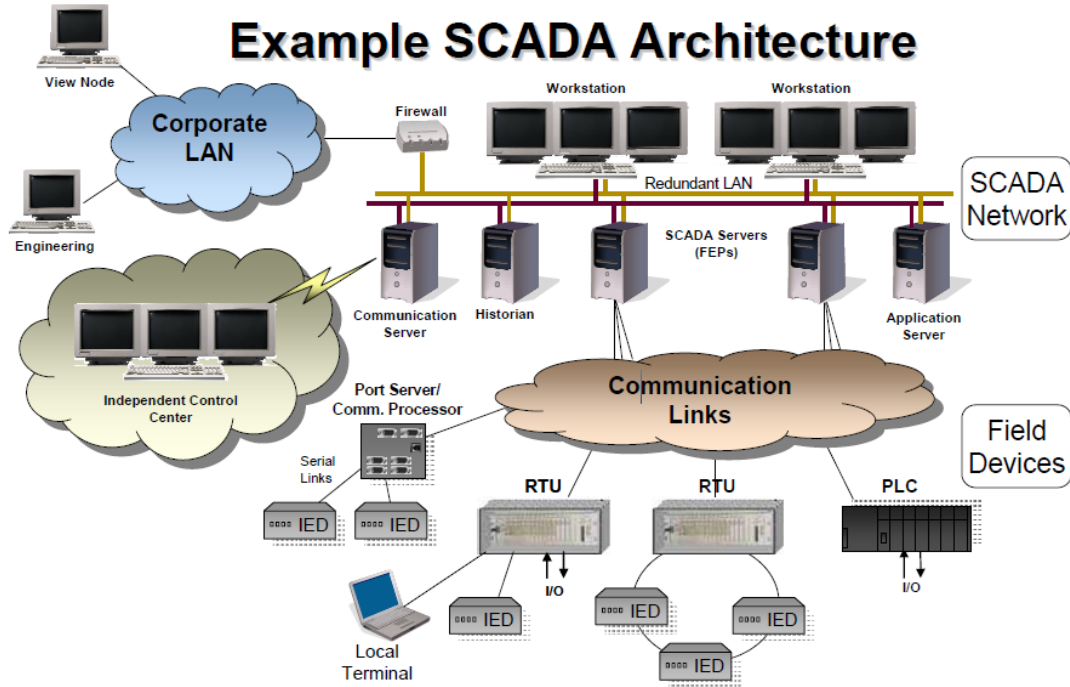 Example SCADA Architecture
View Node
Corporate
LAN
Engineering
Firewall
Workstation
Workstation
Redundant LAN
SCADA
Network
SCADA Servers
(FEPs)
Communication
Server
Historian
Application
Server
Independent Control
Center
Port Server/
Comm. Processor
Communication
Links
Field
Devices
Serial
Links
IED
IED
RTU
RTU
PLC
I/O
I/O
IED
IED
IED
IED
Local
Terminal